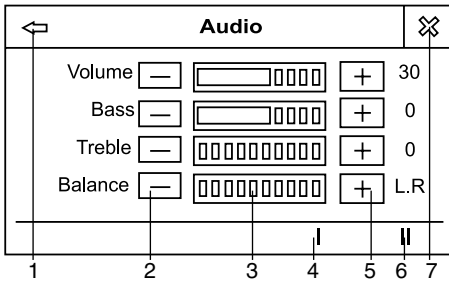 Audio
Volume — + 30
Bass — + 0
Treble — + 0
Balance — + L.R
I II
1 2 3 4 5 6 7